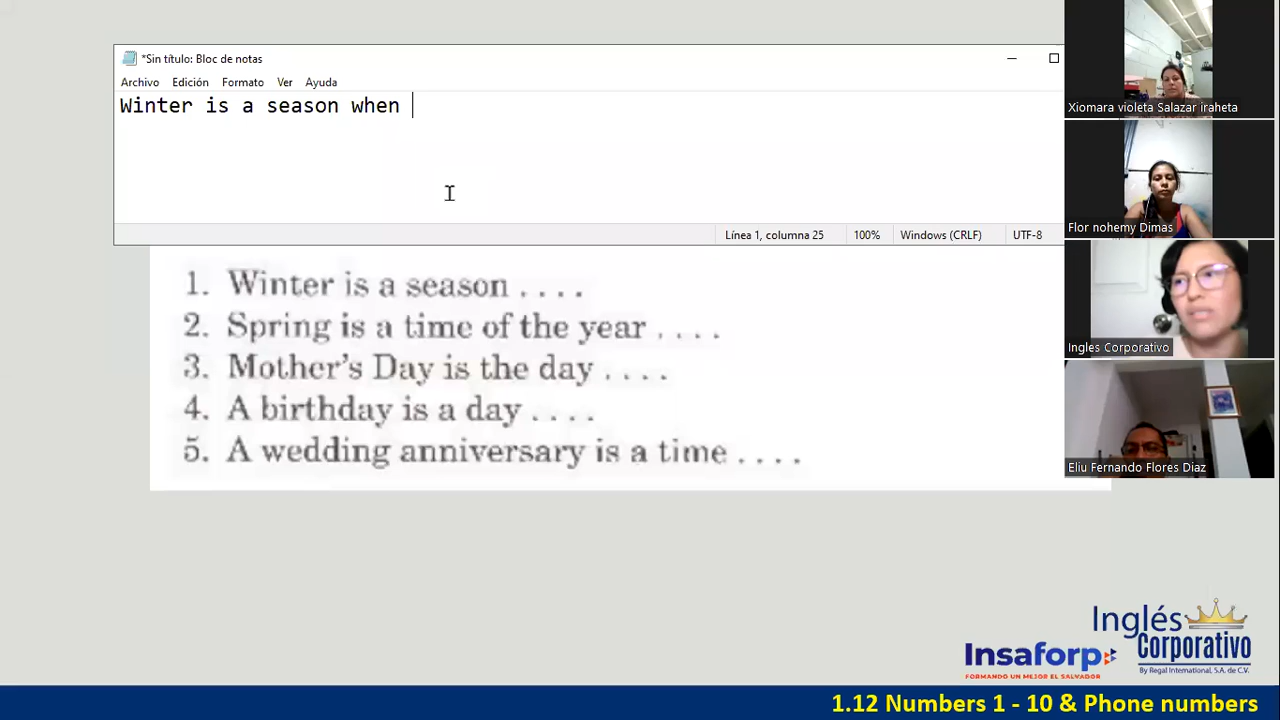 *Sin título: Bloc de notas
Archivo Edición Formato Ver Ayuda
Winter is a season when
Línea 1, columna 25 100% Windows (CRLF) UTF-8
1. Winter is a season . . . .
2. Spring is a time of the year . . . .
3. Mother's Day is the day . . . .
4. A birthday is a day . . . .
5. A wedding anniversary is a time . . . .
Xiomara violeta Salazar iraheta
Flor nohemy Dimas
Ingles Corporativo
Eliu Fernando Flores Diaz
Insaforp
FORMANDO UN MEJOR EL SALVADOR
Inglés
Corporativo
By Regal International, S.A. de C.V.
1.12 Numbers 1 - 10 & Phone numbers